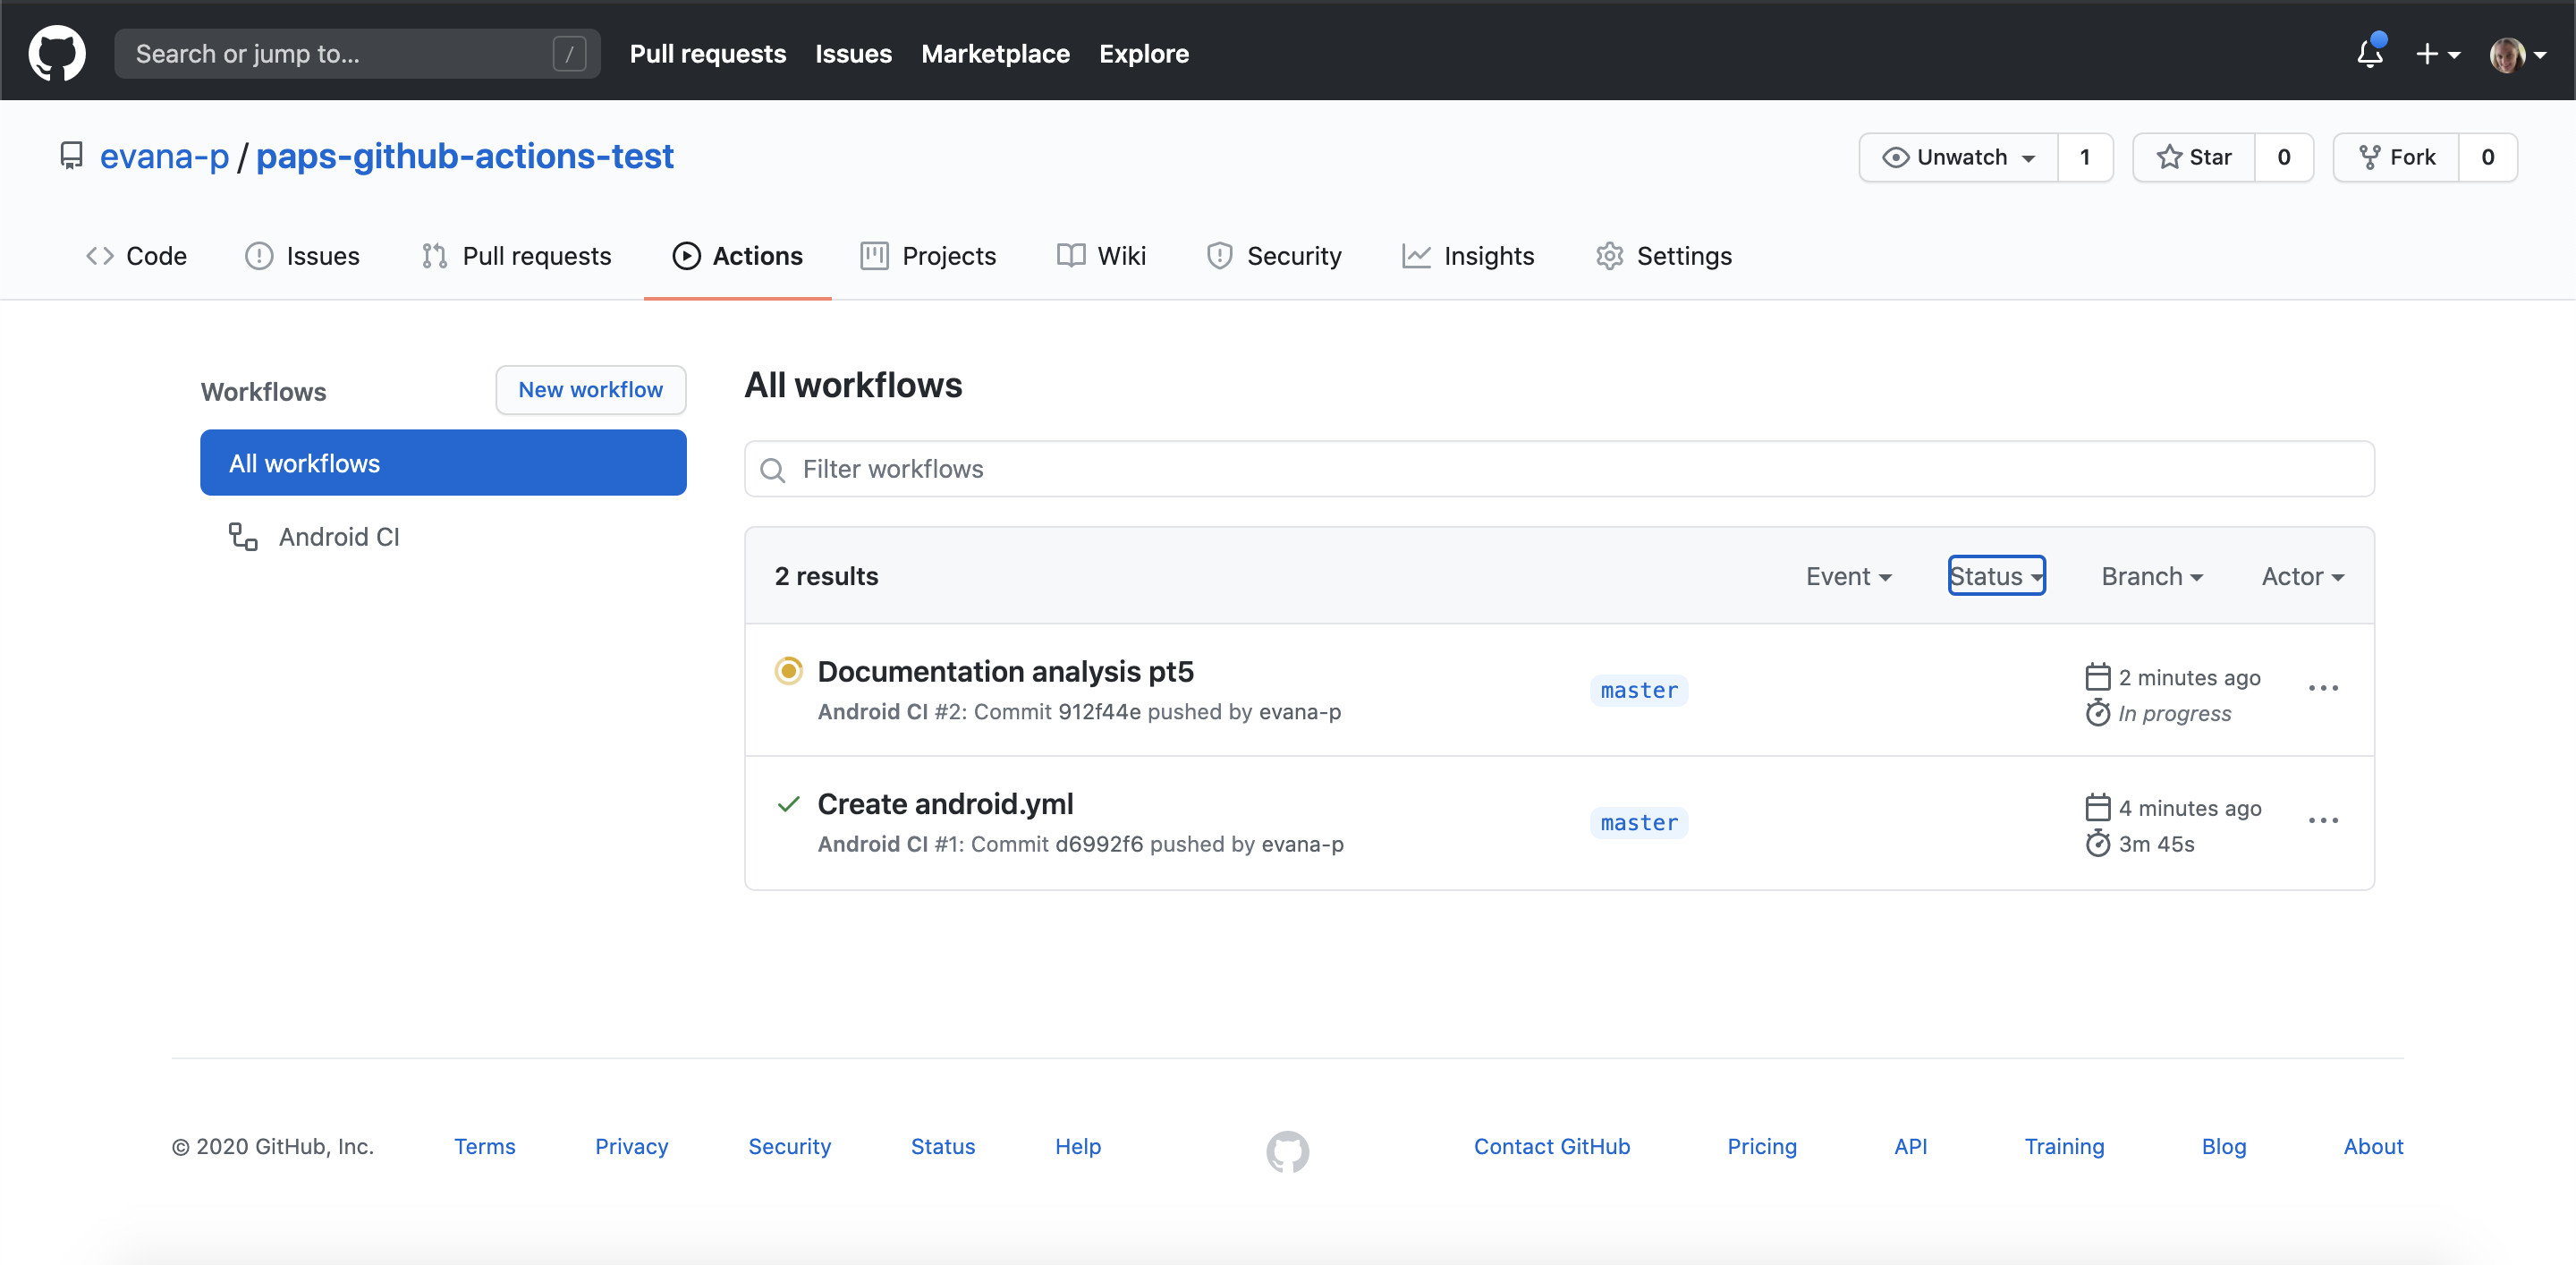 Search or jump to... /
Pull requests Issues Marketplace Explore
evana-p / paps-github-actions-test
Unwatch 1 Star 0 Fork 0
Code Issues Pull requests Actions Projects Wiki Security Insights Settings
Workflows
New workflow
All workflows
Android CI
All workflows
Filter workflows
2 results Event Status Branch Actor
Documentation analysis pt5
Android CI #2: Commit 912f44e pushed by evana-p
master
2 minutes ago
In progress
Create android.yml
Android CI #1: Commit d6992f6 pushed by evana-p
master
4 minutes ago
3m 45s
© 2020 GitHub, Inc. Terms Privacy Security Status Help Contact GitHub Pricing API Training Blog About